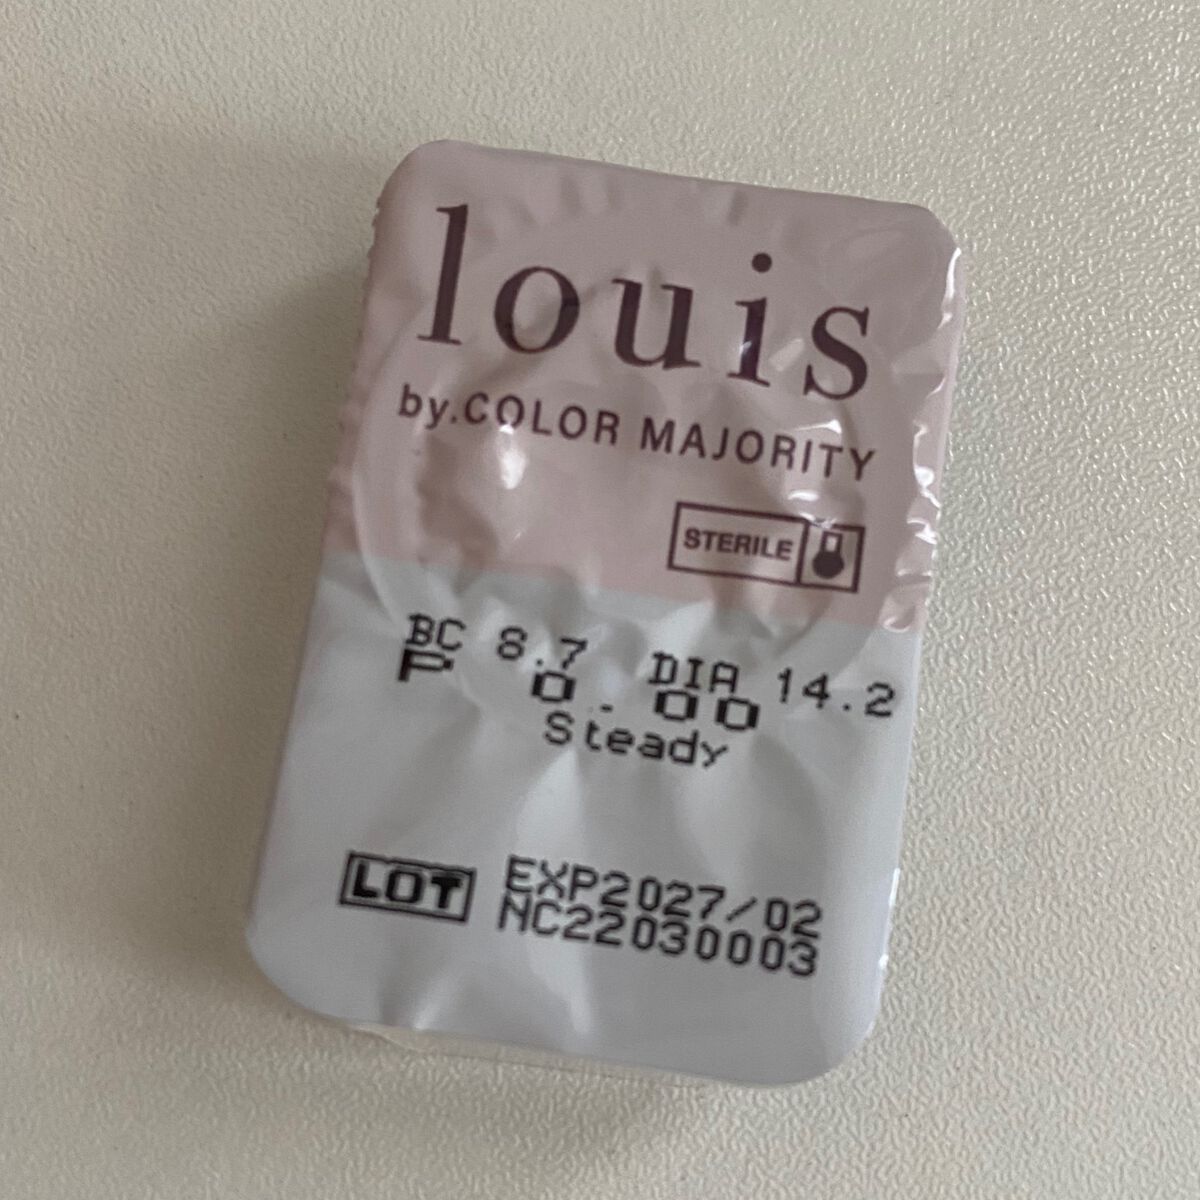 louis
by.COLOR MAJORITY
STERILE
BC 8.7 DIA 14.2
P 0.00
Steady
LOT EXP2027/02
NC22030003